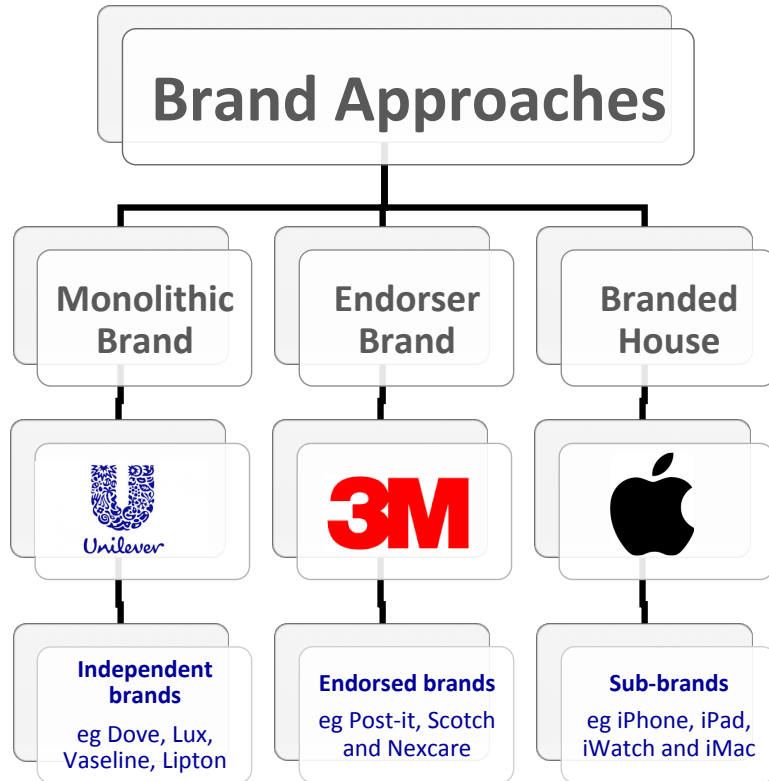 Brand Approaches
Monolithic
Brand
Endorser
Brand
Branded
House
Unilever
3M
Independent
brands
eg Dove, Lux,
Vaseline, Lipton
Endorsed brands
eg Post-it, Scotch
and Nexcare
Sub-brands
eg iPhone, iPad,
iWatch and iMac